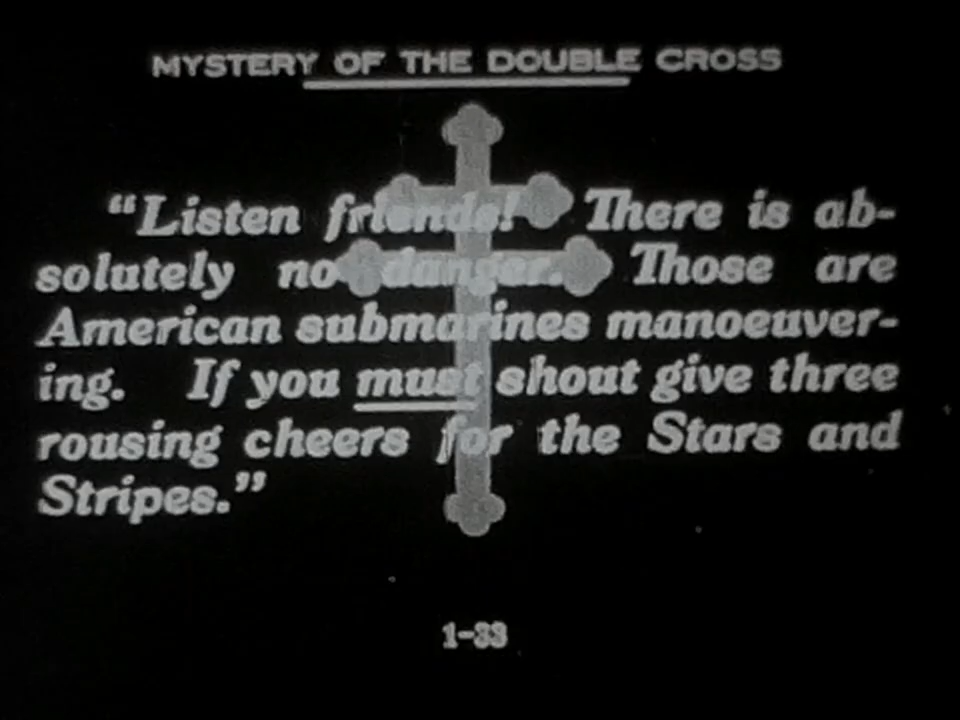 MYSTERY OF THE DOUBLE CROSS
“Listen friends! There is ab-
solutely no danger. Those are
American submarines manoeuver-
ing. If you must shout give three
rousing cheers for the Stars and
Stripes.”
1-33